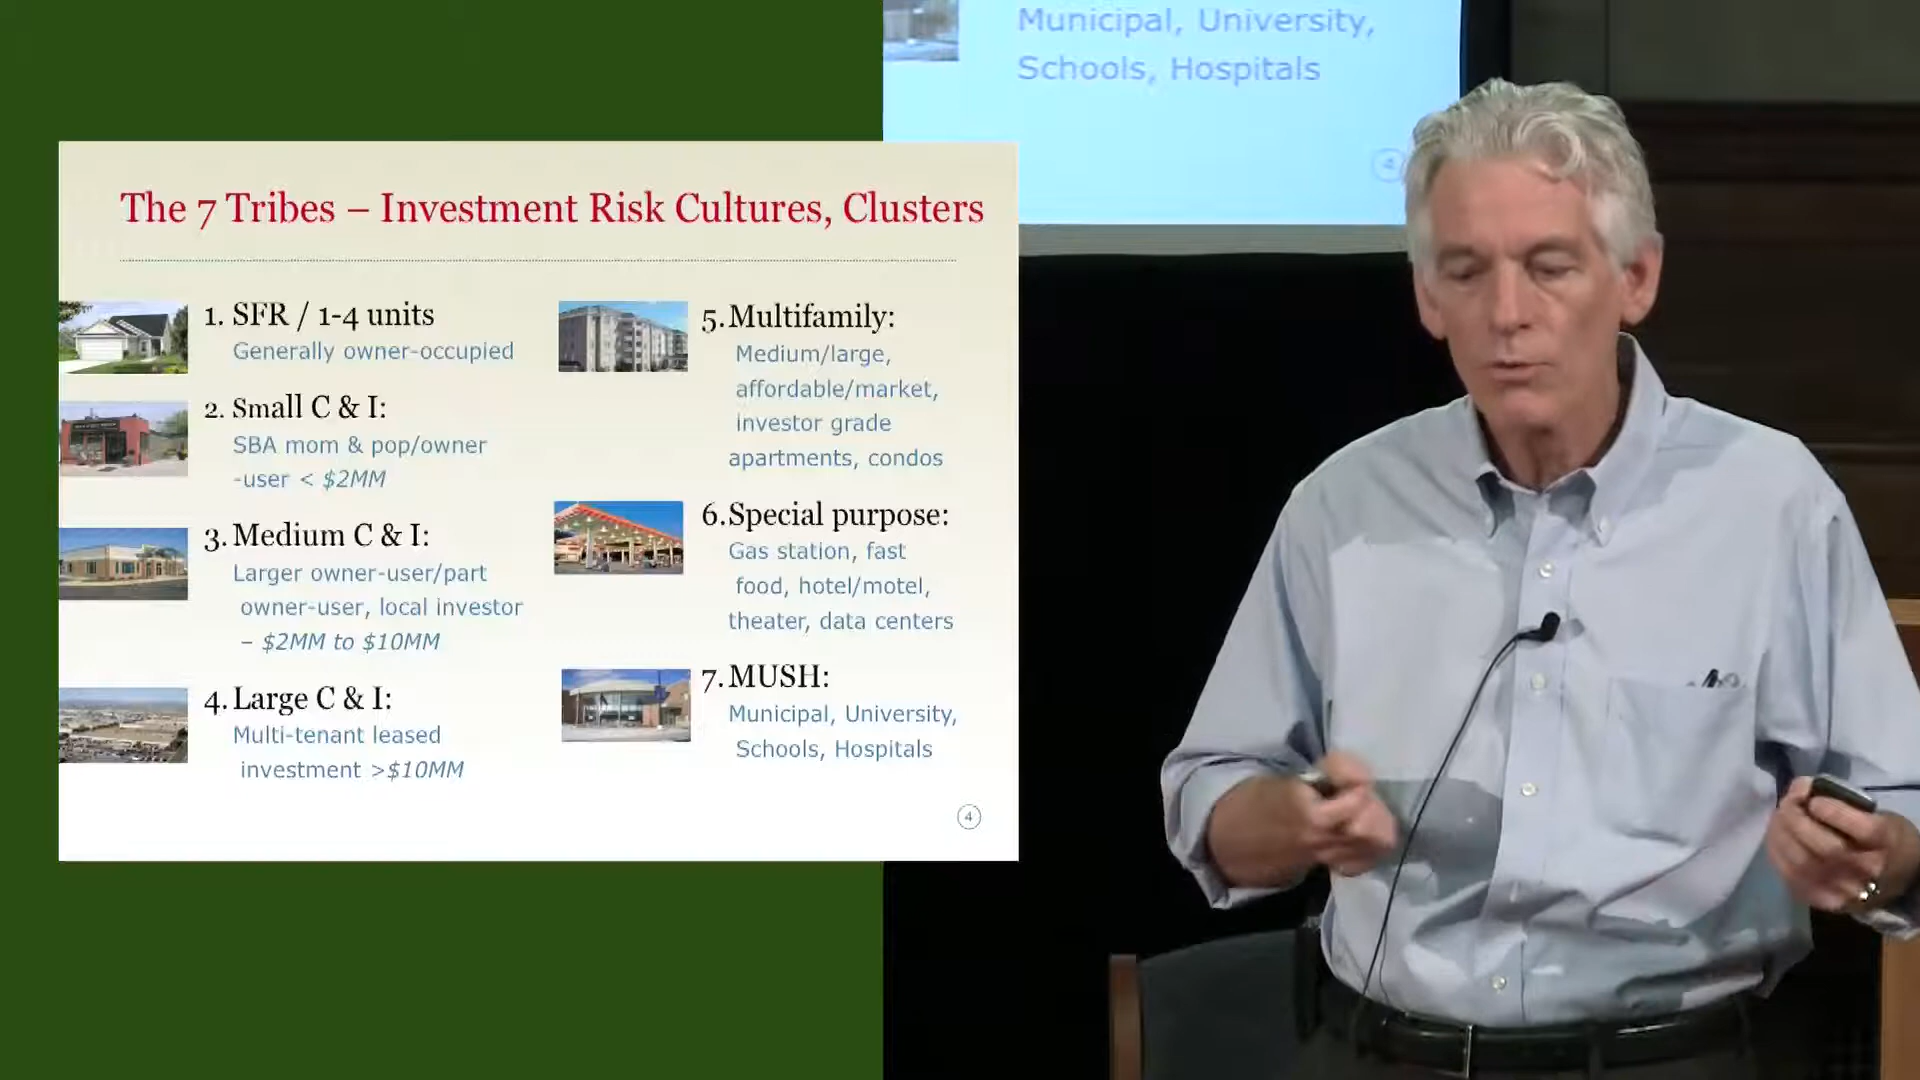 Municipal, University,
Schools, Hospitals
4
The 7 Tribes – Investment Risk Cultures, Clusters
1. SFR / 1-4 units
Generally owner-occupied
2. Small C & I:
SBA mom & pop/owner
-user < $2MM
3. Medium C & I:
Larger owner-user/part
owner-user, local investor
– $2MM to $10MM
4. Large C & I:
Multi-tenant leased
investment >$10MM
5. Multifamily:
Medium/large,
affordable/market,
investor grade
apartments, condos
6. Special purpose:
Gas station, fast
food, hotel/motel,
theater, data centers
7. MUSH:
Municipal, University,
Schools, Hospitals
4